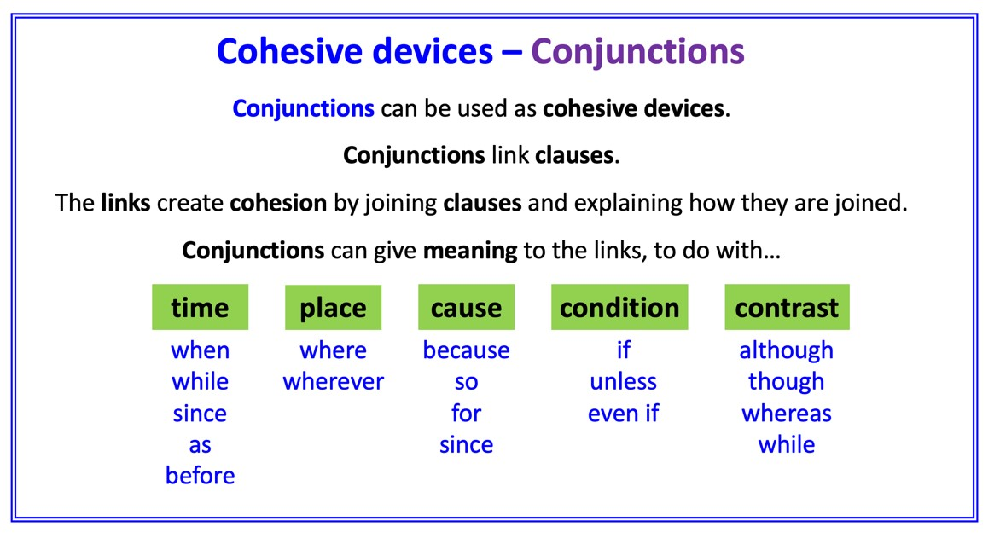 Cohesive devices – Conjunctions
Conjunctions can be used as cohesive devices.
Conjunctions link clauses.
The links create cohesion by joining clauses and explaining how they are joined.
Conjunctions can give meaning to the links, to do with…
time place cause condition contrast
when where because if although
while wherever so unless though
since for even if whereas
as since while
before